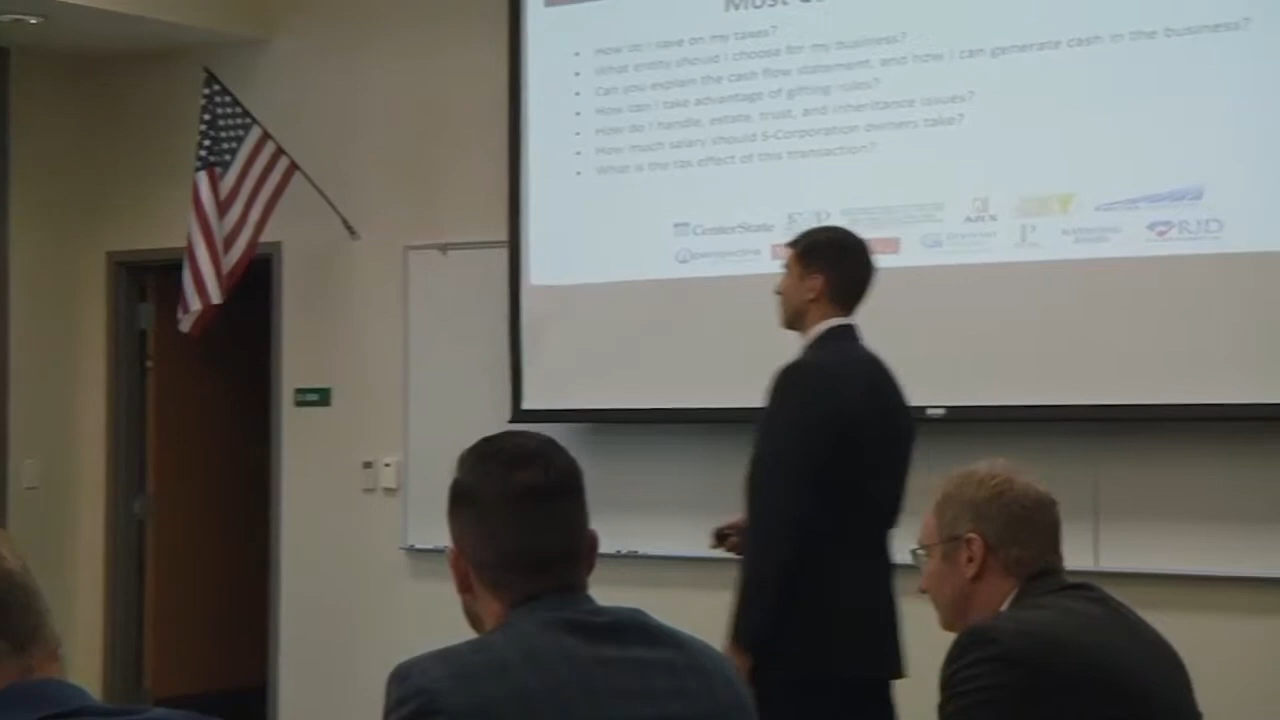 Most
How do I save on my taxes?
What entity should I choose for my business?
Can you explain the cash flow statement, and how I can generate cash in the business?
How can I take advantage of gifting rules?
How do I handle, estate, trust, and inheritance issues?
How much salary should S-Corporation owners take?
What is the tax effect of this transaction?
CenterState
perspective
RJD